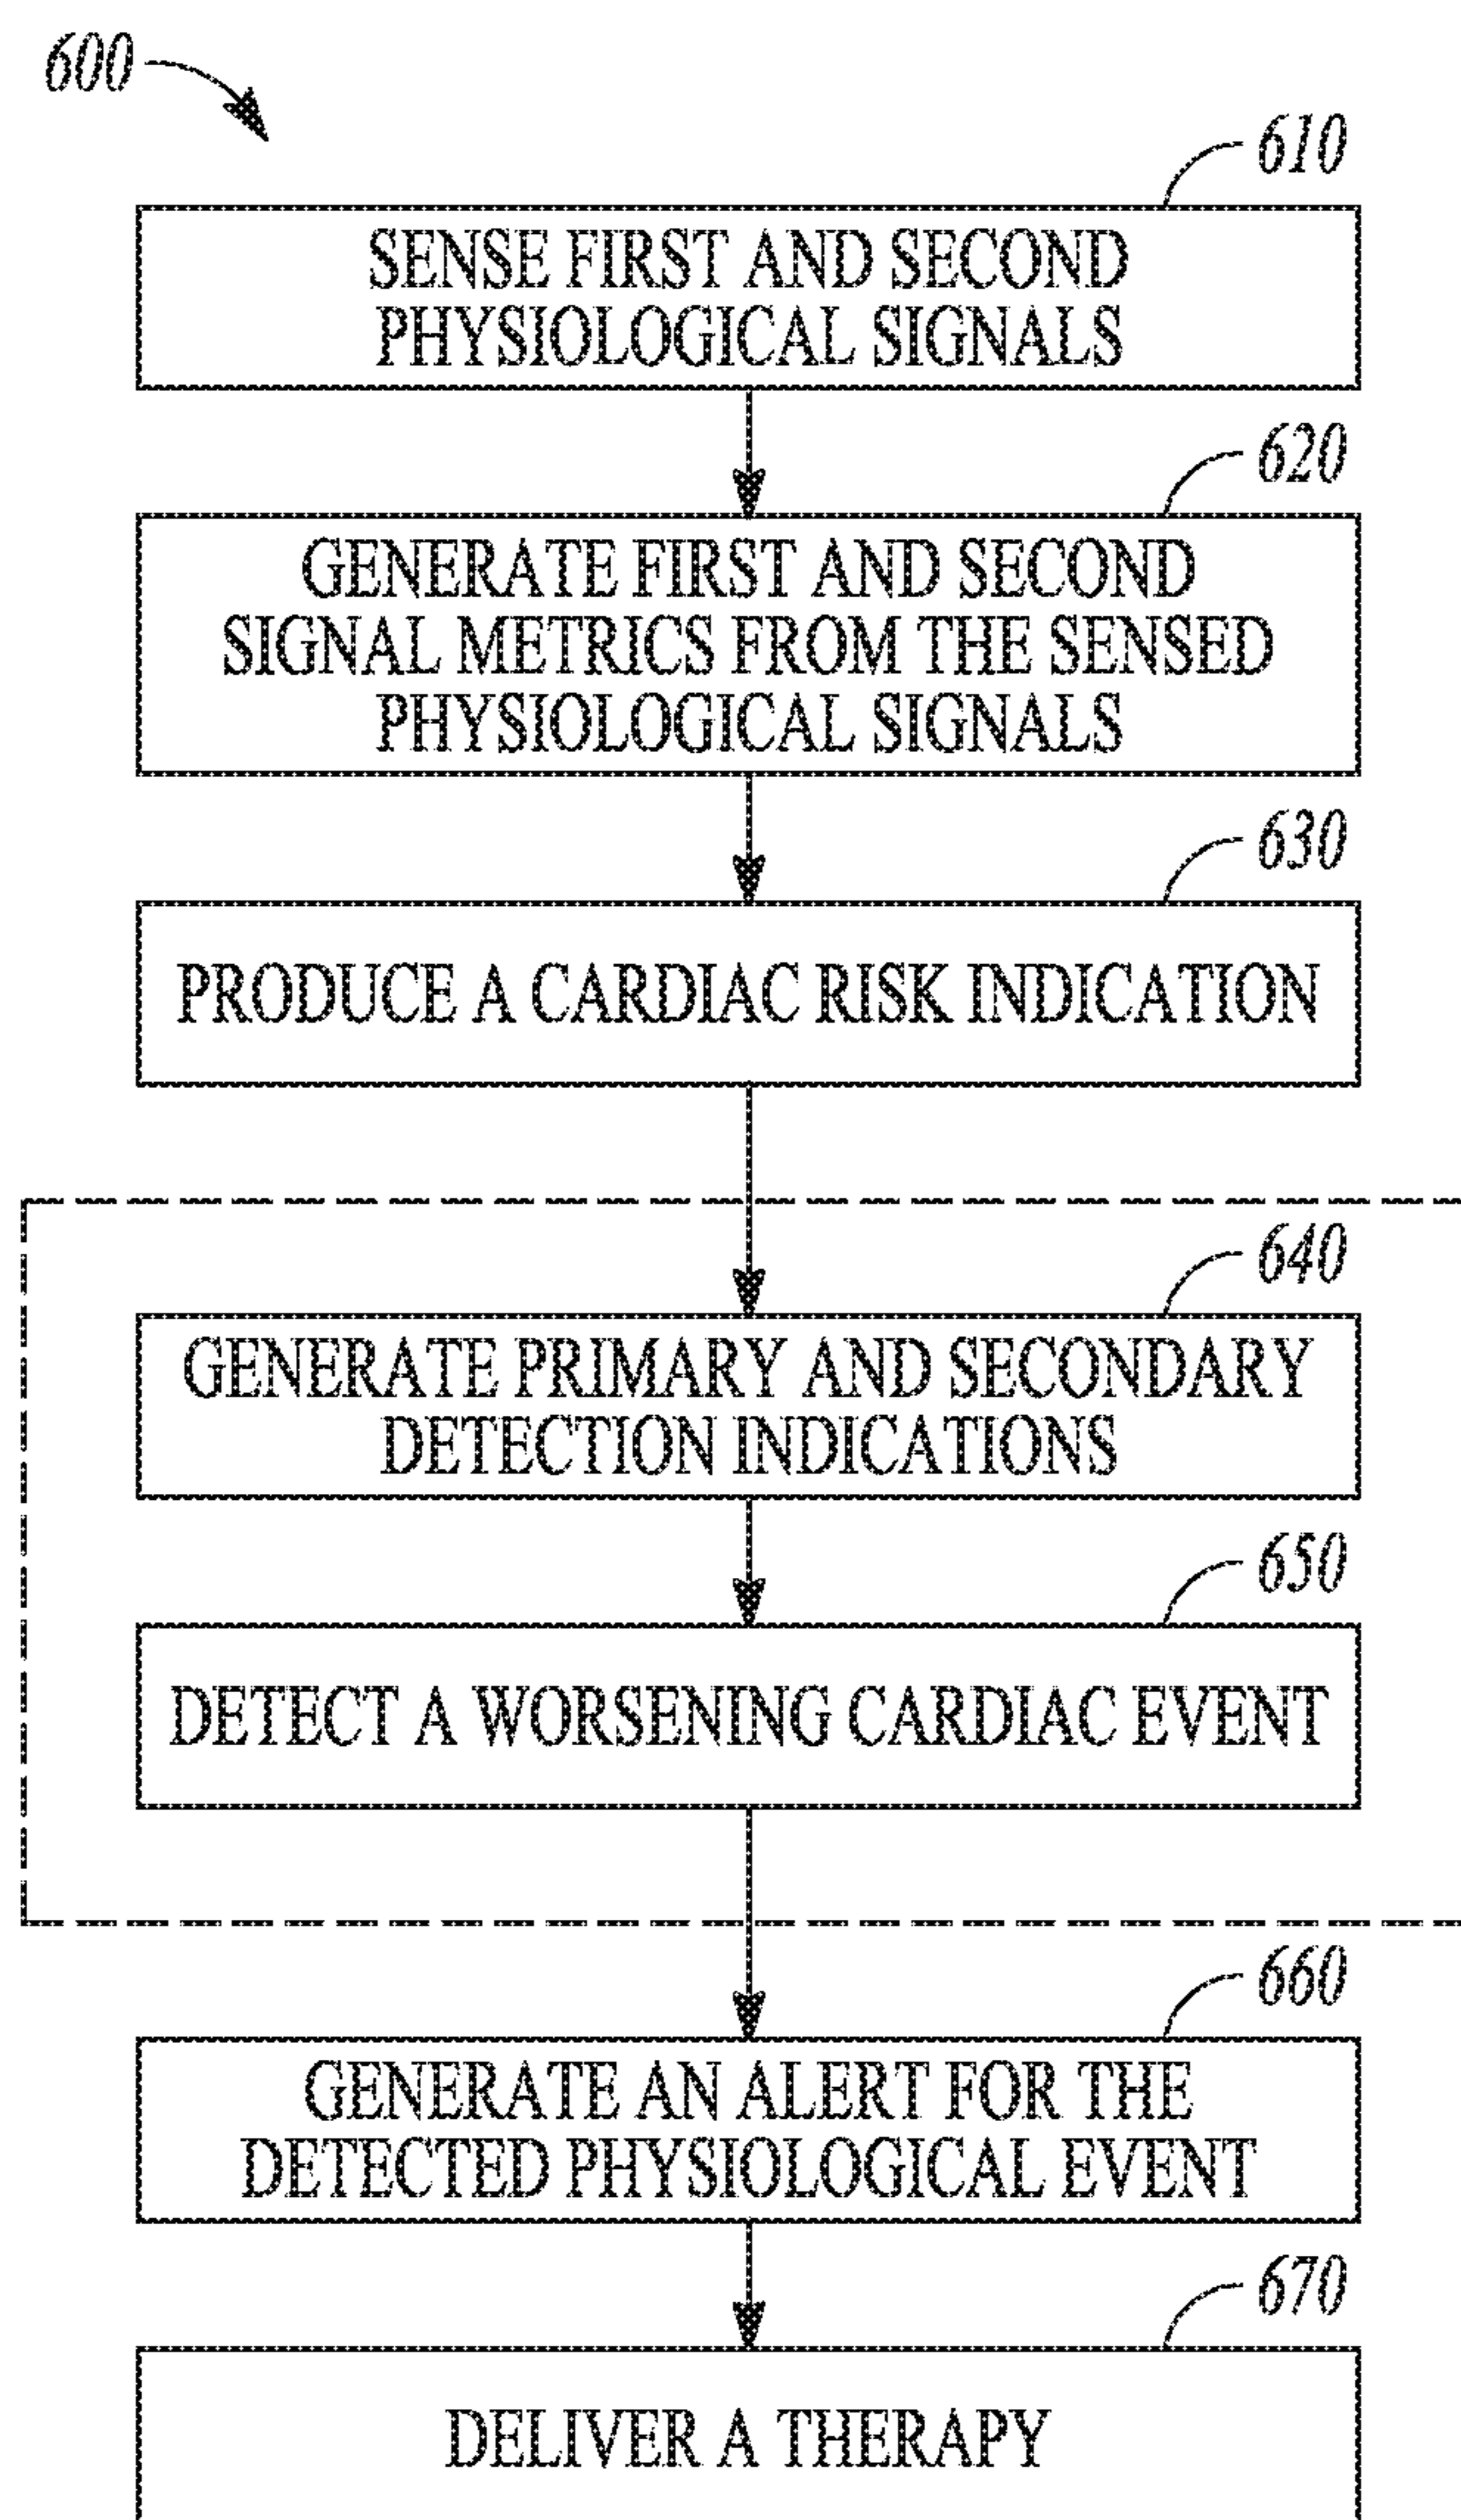 600
610
SENSE FIRST AND SECOND
PHYSIOLOGICAL SIGNALS
620
GENERATE FIRST AND SECOND
SIGNAL METRICS FROM THE SENSED
PHYSIOLOGICAL SIGNALS
630
PRODUCE A CARDIAC RISK INDICATION
640
GENERATE PRIMARY AND SECONDARY
DETECTION INDICATIONS
650
DETECT A WORSENING CARDIAC EVENT
660
GENERATE AN ALERT FOR THE
DETECTED PHYSIOLOGICAL EVENT
670
DELIVER A THERAPY